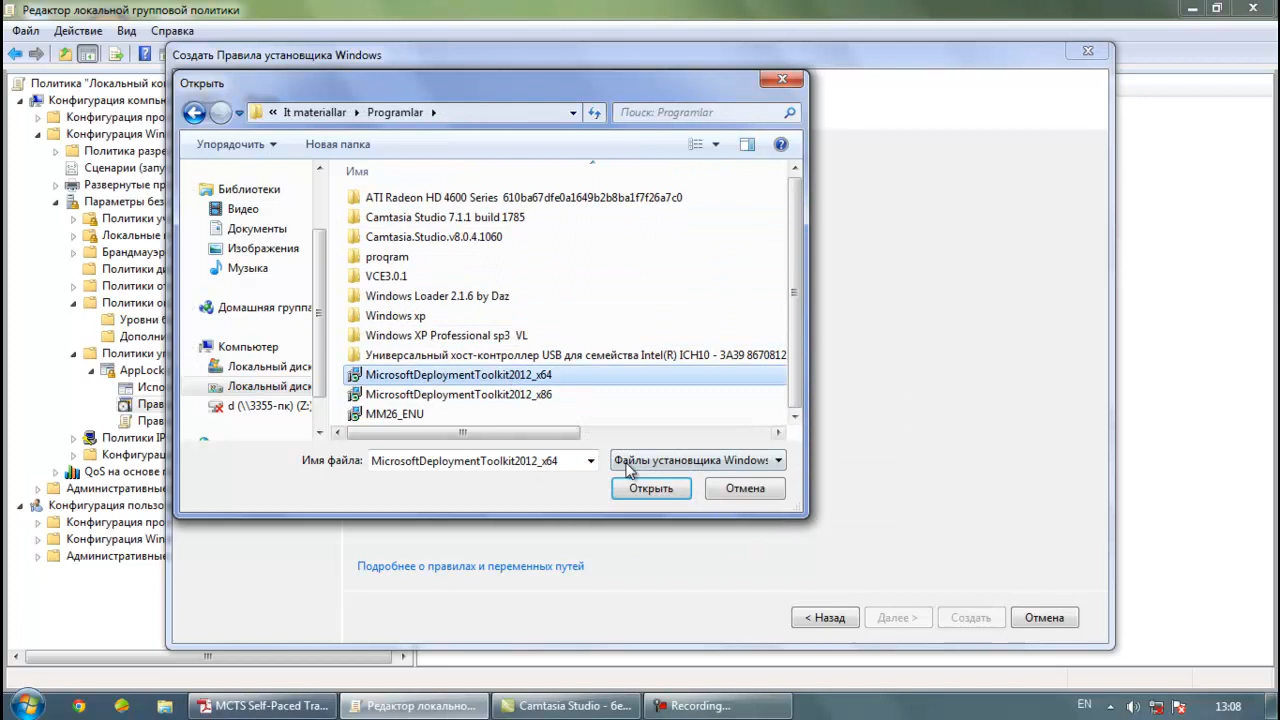 Редактор локальной групповой политики
Файл Действие Вид Справка
Создать Правила установщика Windows
Открыть
« It materiallar Programlar
Поиск: Programlar
Упорядочить Новая папка
Имя
Библиотеки
Видео
Документы
Изображения
Музыка
Домашняя группа
Компьютер
Локальный диск
Локальный диск
d (\\3355-пк) (Z:)
ATI Radeon HD 4600 Series 610ba67dfe0a1649b2b8ba1f7f26a7c0
Camtasia Studio 7.1.1 build 1785
Camtasia.Studio.v8.0.4.1060
proqram
VCE3.0.1
Windows Loader 2.1.6 by Daz
Windows xp
Windows XP Professional sp3 VL
Универсальный хост-контроллер USB для семейства Intel(R) ICH10 - 3A39 8670812
MicrosoftDeploymentToolkit2012_x64
MicrosoftDeploymentToolkit2012_x86
MM26_ENU
Имя файла: MicrosoftDeploymentToolkit2012_x64
Файлы установщика Windows
Открыть Отмена
Политика "Локальный ко
Конфигурация компь
Конфигурация про
Конфигурация Win
Политика разре
Сценарии (запу
Развернутые пр
Параметры без
Политики уч
Локальные
Брандмауэр
Политики ди
Политики от
Политики ог
Уровни б
Дополни
Политики уп
AppLock
Испо
Прав
Прав
Политики IP
Конфигурац
QoS на основе п
Административные
Конфигурация пользо
Конфигурация про
Конфигурация Win
Административные
Подробнее о правилах и переменных путей
< Назад Далее > Создать Отмена
MCTS Self-Paced Tra...
Редактор локально...
Camtasia Studio - бе...
Recording...
EN
13:08